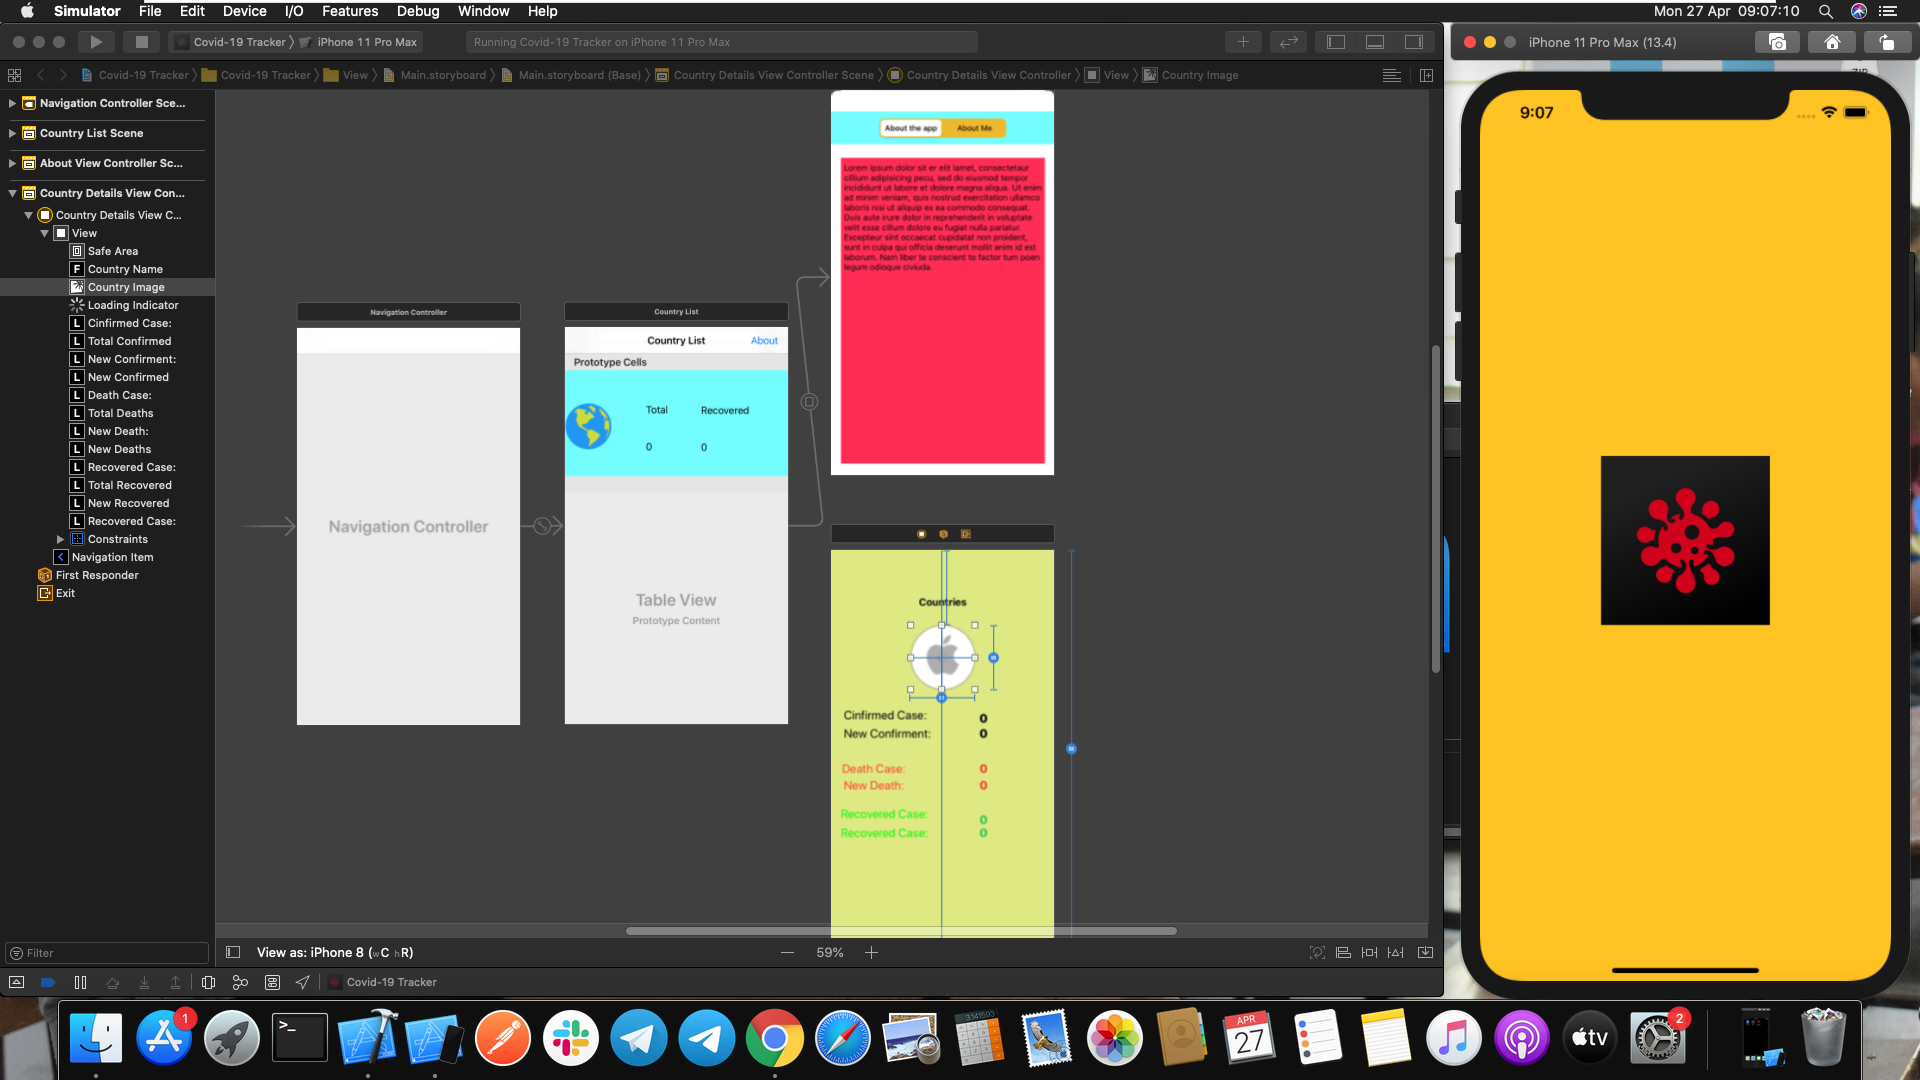 Simulator File Edit Device I/O Features Debug Window Help
Mon 27 Apr 09:07:10
Covid-19 Tracker
iPhone 11 Pro Max
Running Covid-19 Tracker on iPhone 11 Pro Max
iPhone 11 Pro Max (13.4)
Covid-19 Tracker
Covid-19 Tracker
View
Main.storyboard
Main.storyboard (Base)
Country Details View Controller Scene
Country Details View Controller
View
Country Image
Navigation Controller Sce...
Country List Scene
About View Controller Sc...
Country Details View Con...
Country Details View C...
View
Safe Area
F Country Name
Country Image
Loading Indicator
L Cinfirmed Case:
L Total Confirmed
L New Confirment:
L New Confirmed
L Death Case:
L Total Deaths
L New Death:
L New Deaths
L Recovered Case:
L Total Recovered
L New Recovered
L Recovered Case:
Constraints
Navigation Item
First Responder
Exit
Filter
Navigation Controller
Navigation Controller
Country List
Country List
About
Prototype Cells
Total Recovered
0 0
Table View
Prototype Content
About the app
About Me
Lorem ipsum dolor sit er elit lamet, consectetaur
cillium adipisicing pecu, sed do eiusmod tempor
incididunt ut labore et dolore magna aliqua. Ut enim
ad minim veniam, quis nostrud exercitation ullamco
laboris nisi ut aliquip ex ea commodo consequat.
Duis aute irure dolor in reprehenderit in voluptate
velit esse cillum dolore eu fugiat nulla pariatur.
Excepteur sint occaecat cupidatat non proident,
sunt in culpa qui officia deserunt mollit anim id est
laborum. Nam liber te conscient to factor tum poen
legum odioque civiuda.
Countries
Cinfirmed Case: 0
New Confirment: 0
Death Case: 0
New Death: 0
Recovered Case: 0
Recovered Case: 0
View as: iPhone 8 (wC hR)
59%
Covid-19 Tracker
9:07
1
>_
3.141593
APR
27
tv
2